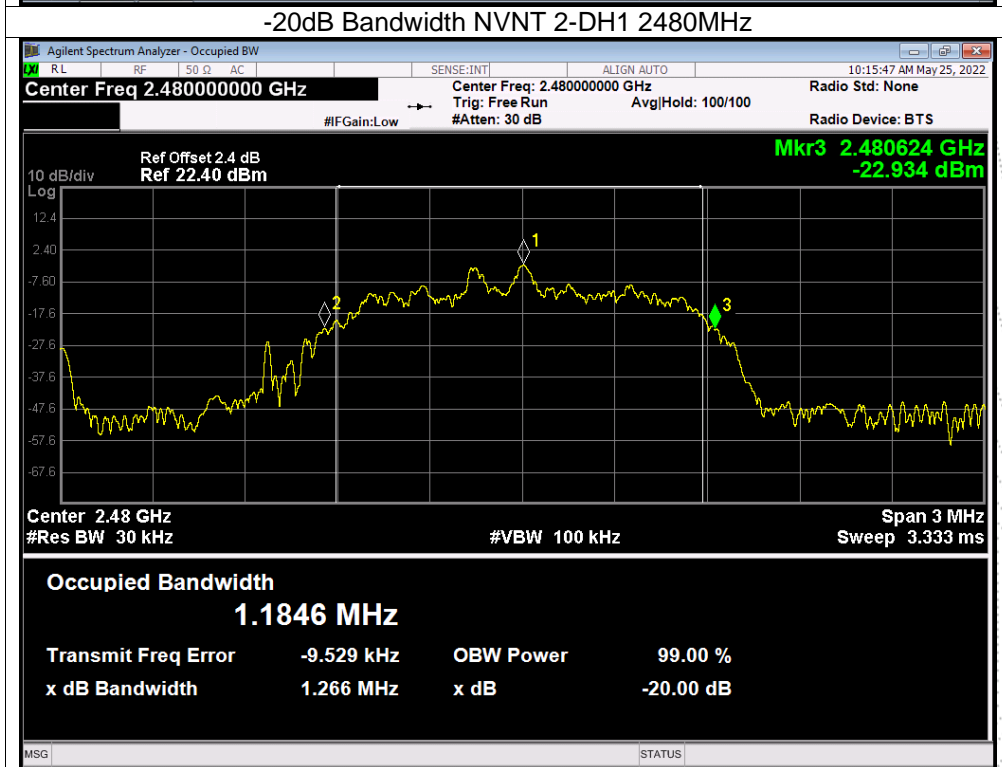 -20dB Bandwidth NVNT 2-DH1 2480MHz
Agilent Spectrum Analyzer - Occupied BW
LXI RL RF 50 Ω AC SENSE:INT ALIGN AUTO 10:15:47 AM May 25, 2022
Center Freq 2.480000000 GHz Center Freq: 2.480000000 GHz Radio Std: None
Trig: Free Run Avg|Hold: 100/100
#IFGain:Low #Atten: 30 dB Radio Device: BTS
Mkr3 2.480624 GHz
-22.934 dBm
Ref Offset 2.4 dB
10 dB/div Ref 22.40 dBm
Log
12.4
2.40
-7.60
-17.6
-27.6
-37.6
-47.6
-57.6
-67.6
1
2
3
Center 2.48 GHz Span 3 MHz
#Res BW 30 kHz #VBW 100 kHz Sweep 3.333 ms
Occupied Bandwidth
1.1846 MHz
Transmit Freq Error -9.529 kHz OBW Power 99.00 %
x dB Bandwidth 1.266 MHz x dB -20.00 dB
MSG STATUS